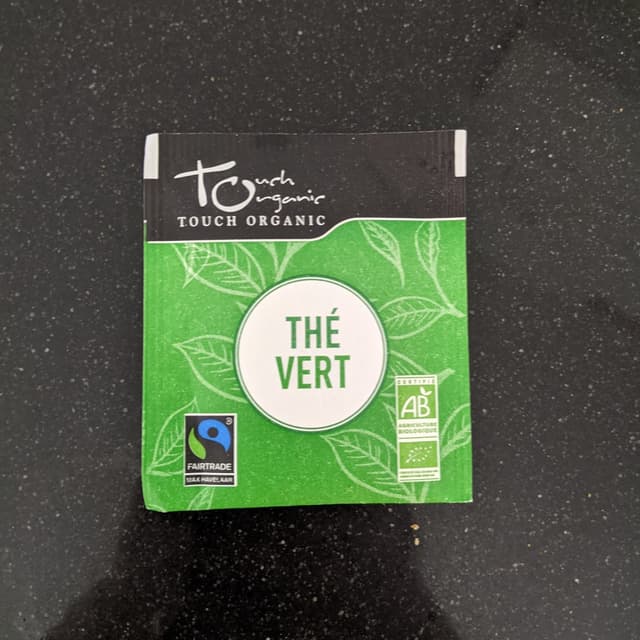 Touch
Organic
TOUCH ORGANIC
THÉ
VERT
FAIRTRADE
MAX HAVELAAR
CERTIFIÉ
AB
AGRICULTURE
BIOLOGIQUE